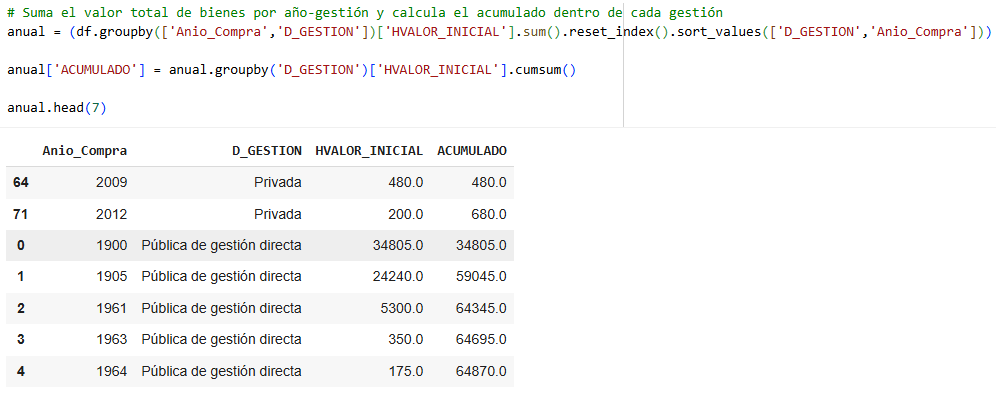 # Suma el valor total de bienes por año-gestión y calcula el acumulado dentro de cada gestión
anual = (df.groupby(['Anio_Compra','D_GESTION'])['HVALOR_INICIAL'].sum().reset_index().sort_values(['D_GESTION','Anio_Compra']))
anual['ACUMULADO'] = anual.groupby('D_GESTION')['HVALOR_INICIAL'].cumsum()
anual.head(7)
Anio_Compra D_GESTION HVALOR_INICIAL ACUMULADO
64 2009 Privada 480.0 480.0
71 2012 Privada 200.0 680.0
0 1900 Pública de gestión directa 34805.0 34805.0
1 1905 Pública de gestión directa 24240.0 59045.0
2 1961 Pública de gestión directa 5300.0 64345.0
3 1963 Pública de gestión directa 350.0 64695.0
4 1964 Pública de gestión directa 175.0 64870.0